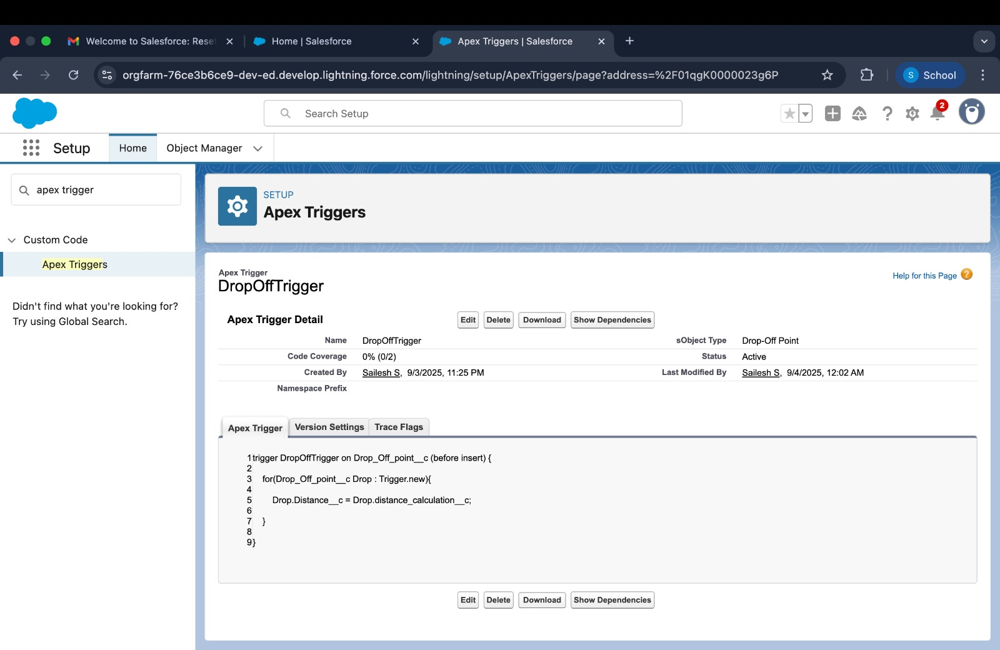 Welcome to Salesforce: Rese
Home | Salesforce
Apex Triggers | Salesforce
orgfarm-76ce3b6ce9-dev-ed.develop.lightning.force.com/lightning/setup/ApexTriggers/page?address=%2F01qgK0000023g6P
S School
Search Setup
2
Setup
Home
Object Manager
apex trigger
Custom Code
Apex Triggers
Didn't find what you're looking for?
Try using Global Search.
SETUP
Apex Triggers
Apex Trigger
DropOffTrigger
Help for this Page ?
Apex Trigger Detail
Edit Delete Download Show Dependencies
Name DropOffTrigger sObject Type Drop-Off Point
Code Coverage 0% (0/2) Status Active
Created By Sailesh S, 9/3/2025, 11:25 PM Last Modified By Sailesh S, 9/4/2025, 12:02 AM
Namespace Prefix
Apex Trigger Version Settings Trace Flags
1 trigger DropOffTrigger on Drop_Off_point__c (before insert) {
2
3 for(Drop_Off_point__c Drop : Trigger.new){
4
5 Drop.Distance__c = Drop.distance_calculation__c;
6
7 }
8
9 }
Edit Delete Download Show Dependencies